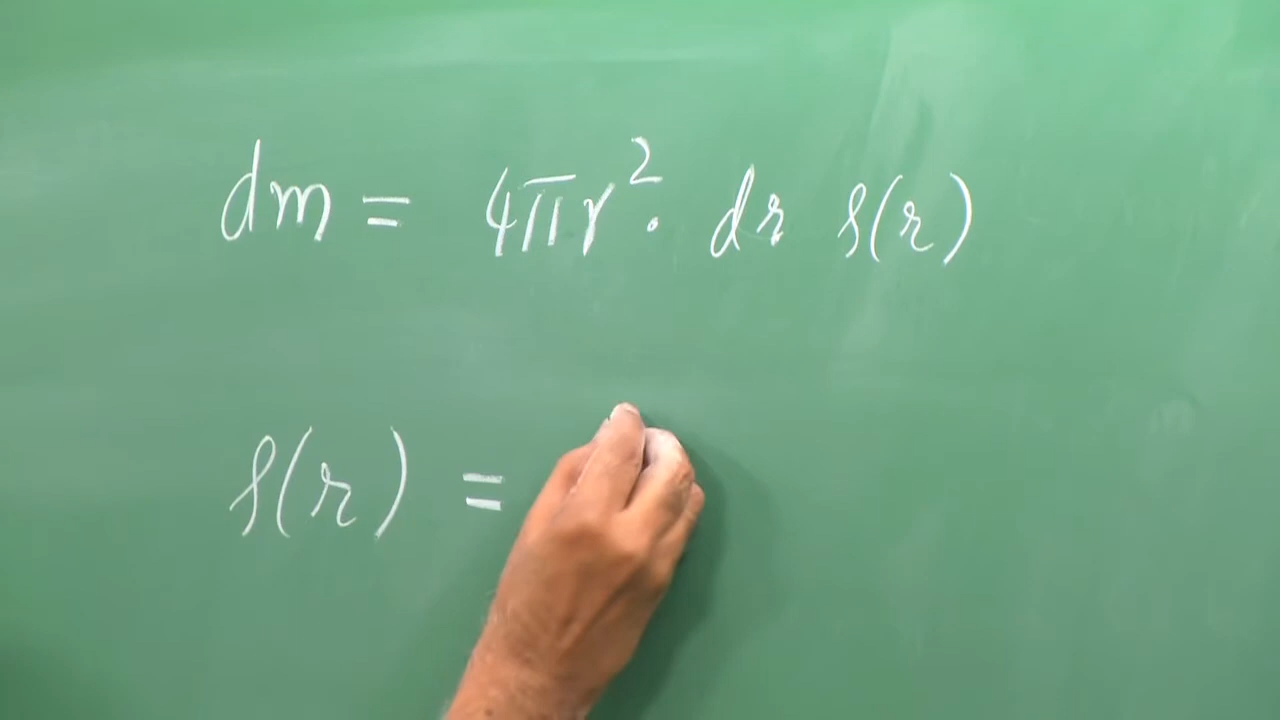 dm = 4πr². dr ρ(r)
ρ(r) =